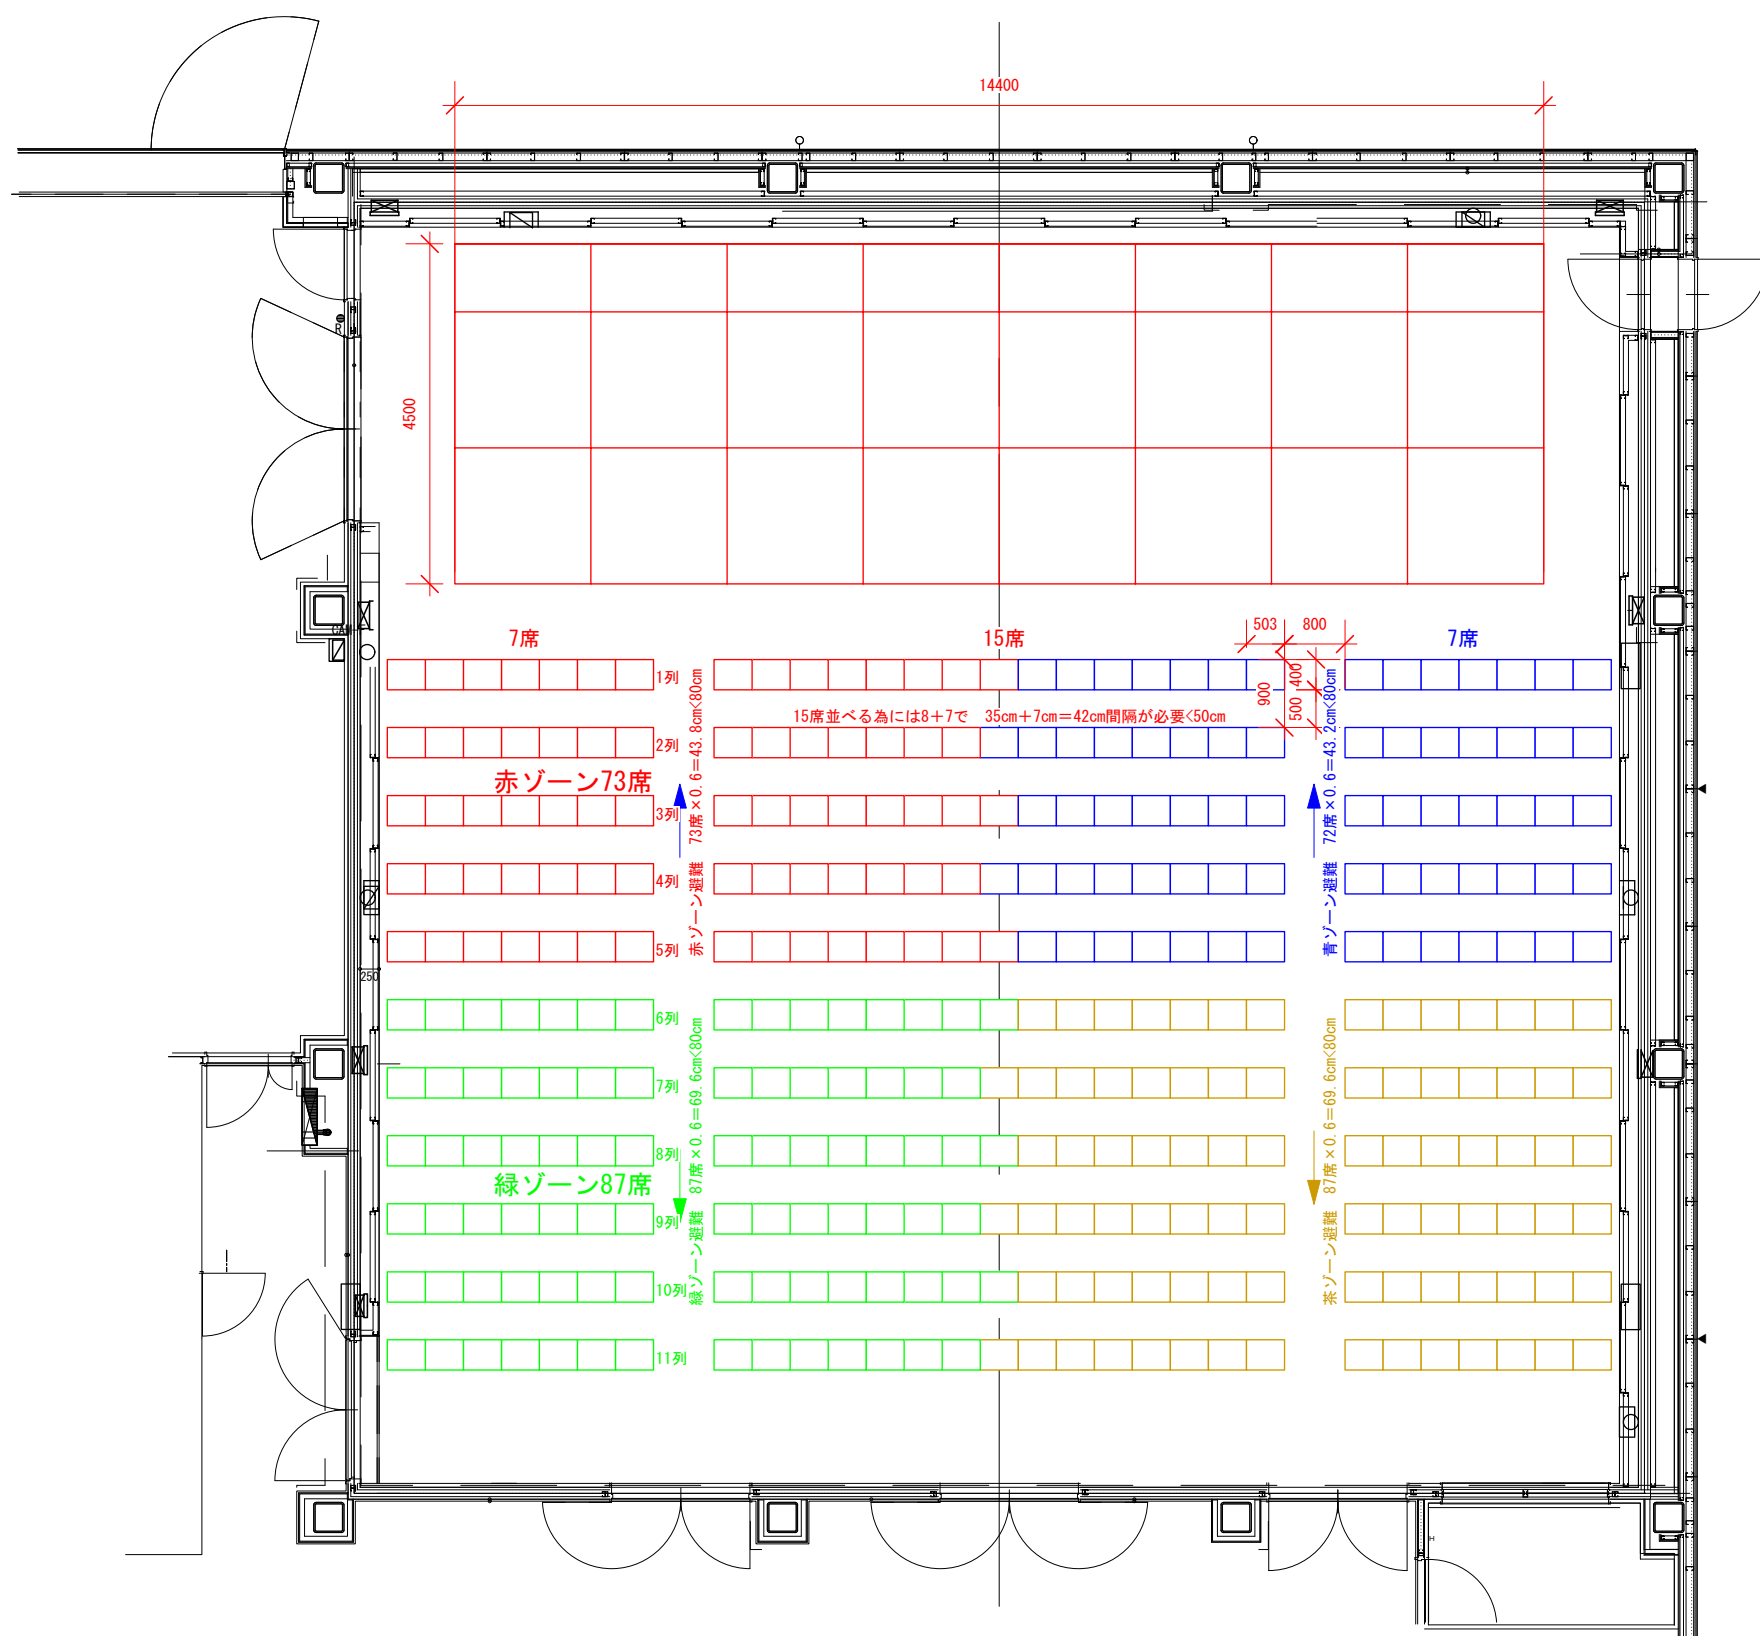 14400
4500
R
CAM
7席
15席
503
800
7席
1列
900
400
500
15席並べる為には8+7で 35cm+7cm=42cm間隔が必要<50cm
2列
赤ゾーン73席
3列
4列
5列
赤ゾーン避難 73席×0.6=43.8cm<80cm
青ゾーン避難 72席×0.6=43.2cm<80cm
250
6列
7列
8列
緑ゾーン87席
9列
10列
11列
緑ゾーン避難 87席×0.6=69.6cm<80cm
茶ゾーン避難 87席×0.6=69.6cm<80cm
H